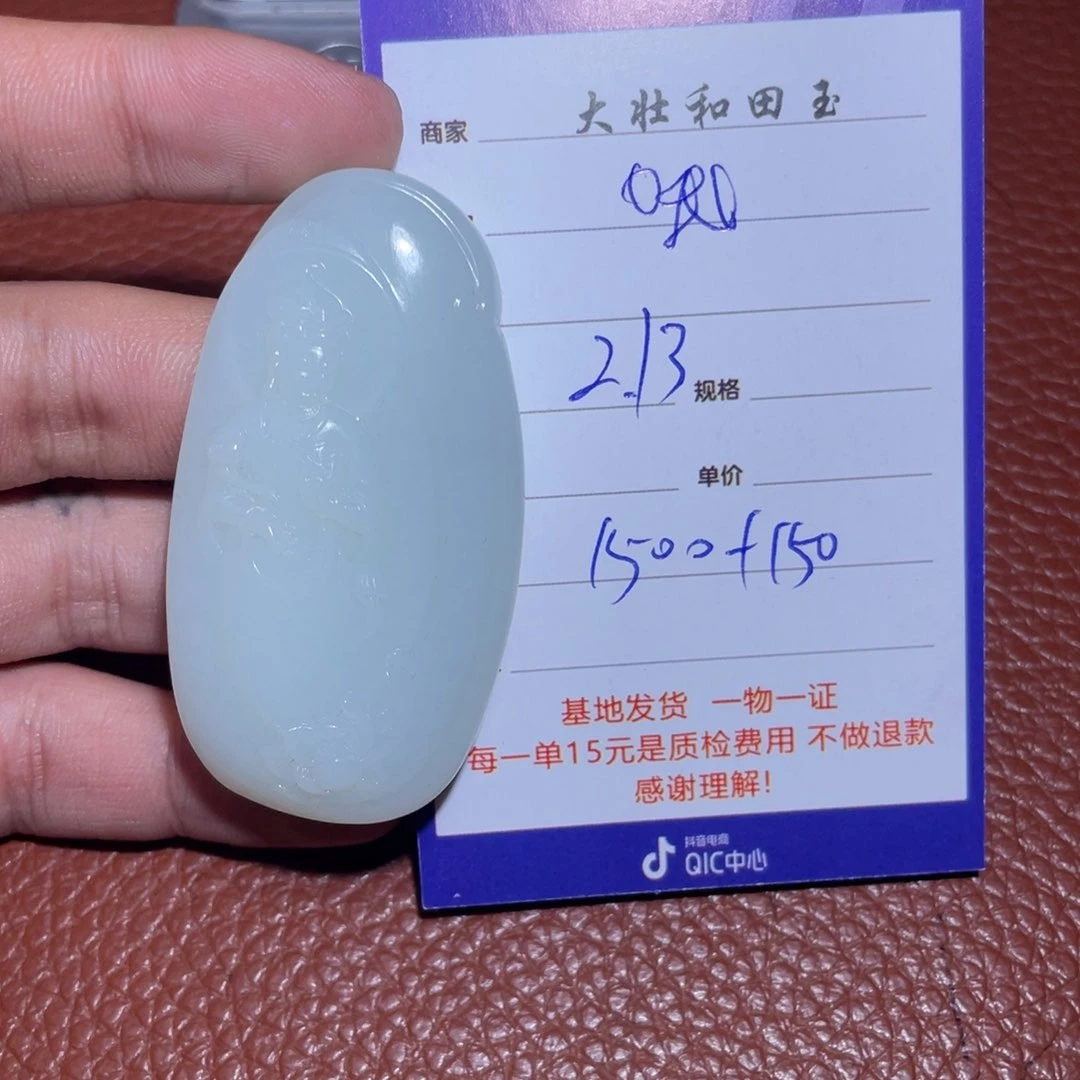 商家 大壮和田玉
2.13 规格
单价
1500+150
基地发货 一物一证
每一单15元是质检费用 不做退款
感谢理解!
抖音电商
QIC中心